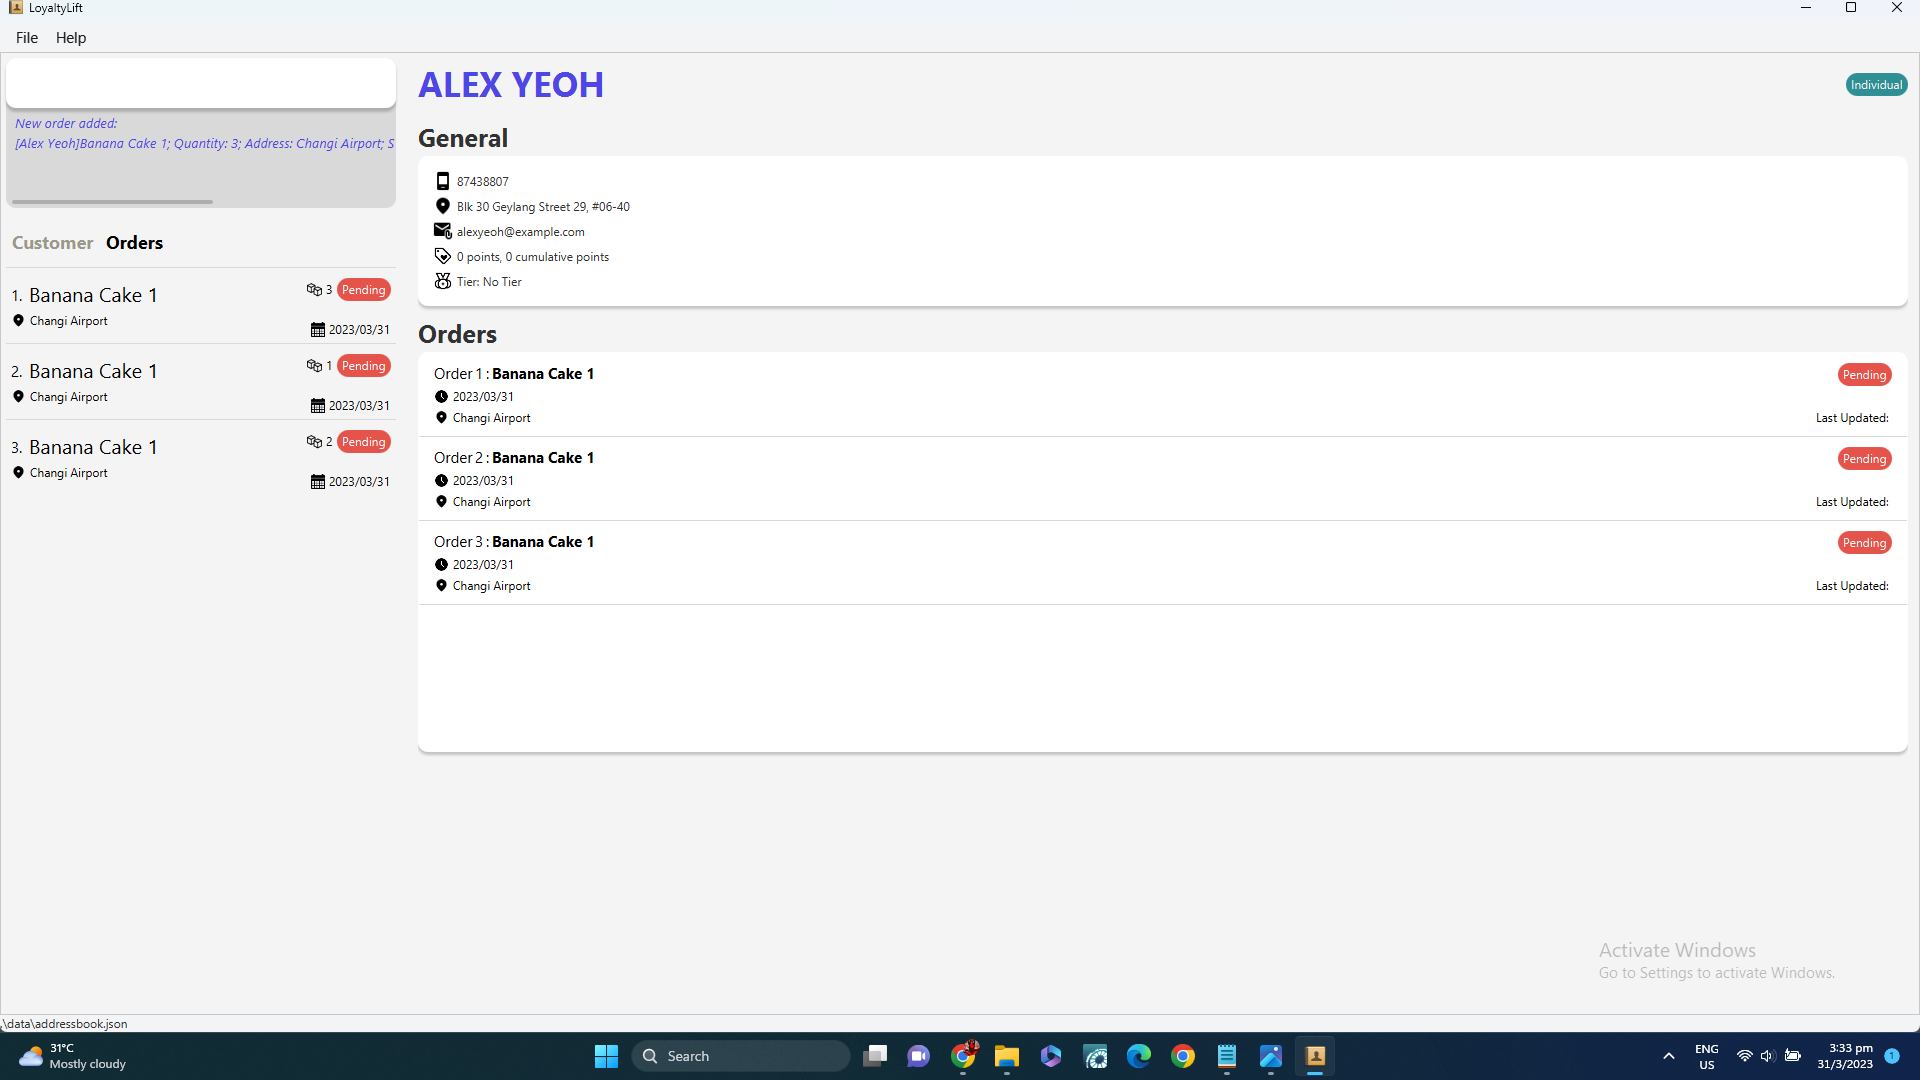 LoyaltyLift
File Help
New order added:
[Alex Yeoh]Banana Cake 1; Quantity: 3; Address: Changi Airport; S
Customer Orders
1. Banana Cake 1
3 Pending
Changi Airport
2023/03/31
2. Banana Cake 1
1 Pending
Changi Airport
2023/03/31
3. Banana Cake 1
2 Pending
Changi Airport
2023/03/31
ALEX YEOH
Individual
General
87438807
Blk 30 Geylang Street 29, #06-40
alexyeoh@example.com
0 points, 0 cumulative points
Tier: No Tier
Orders
Order 1 : Banana Cake 1
Pending
2023/03/31
Changi Airport
Last Updated:
Order 2 : Banana Cake 1
Pending
2023/03/31
Changi Airport
Last Updated:
Order 3 : Banana Cake 1
Pending
2023/03/31
Changi Airport
Last Updated:
Activate Windows
Go to Settings to activate Windows.
.\data\addressbook.json
31°C
Mostly cloudy
Search
ENG
US
3:33 pm
31/3/2023
1